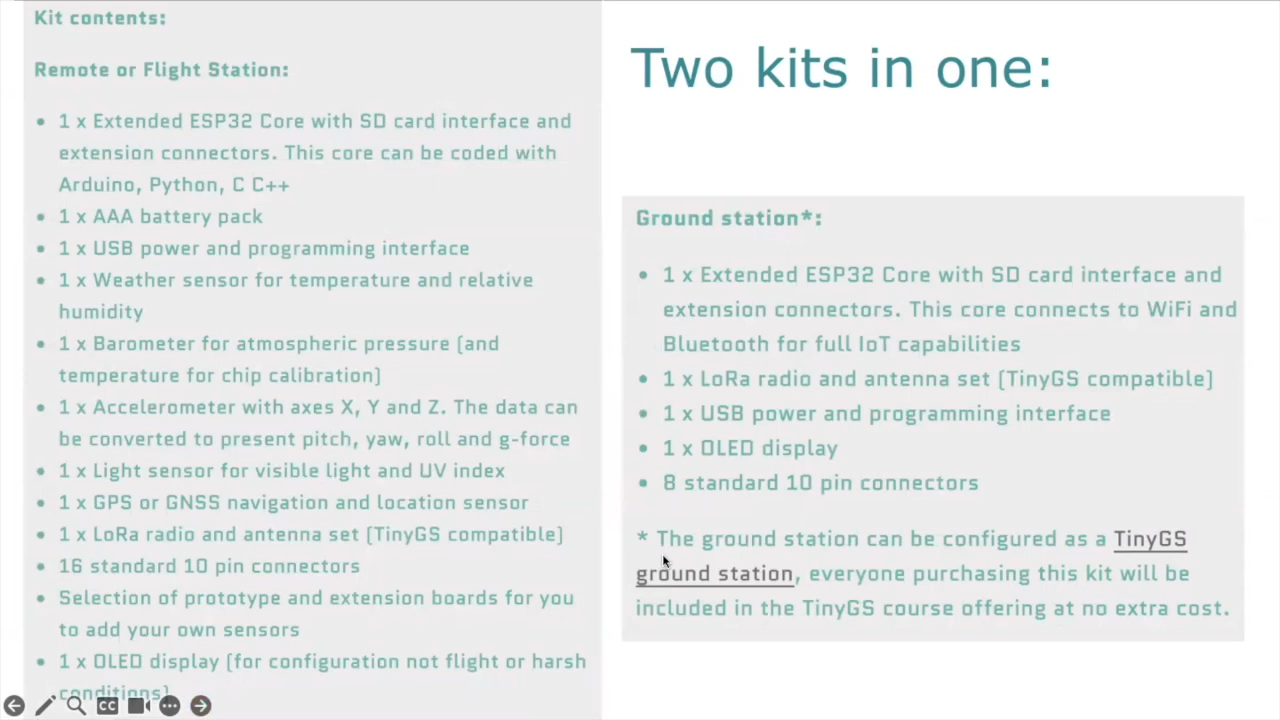 Kit contents:
Remote or Flight Station:
• 1 x Extended ESP32 Core with SD card interface and
extension connectors. This core can be coded with
Arduino, Python, C C++
• 1 x AAA battery pack
• 1 x USB power and programming interface
• 1 x Weather sensor for temperature and relative
humidity
• 1 x Barometer for atmospheric pressure (and
temperature for chip calibration)
• 1 x Accelerometer with axes X, Y and Z. The data can
be converted to present pitch, yaw, roll and g-force
• 1 x Light sensor for visible light and UV index
• 1 x GPS or GNSS navigation and location sensor
• 1 x LoRa radio and antenna set (TinyGS compatible)
• 16 standard 10 pin connectors
• Selection of prototype and extension boards for you
to add your own sensors
• 1 x OLED display (for configuration not flight or harsh
conditions)
CC
Two kits in one:
Ground station*:
• 1 x Extended ESP32 Core with SD card interface and
extension connectors. This core connects to WiFi and
Bluetooth for full IoT capabilities
• 1 x LoRa radio and antenna set (TinyGS compatible)
• 1 x USB power and programming interface
• 1 x OLED display
• 8 standard 10 pin connectors
* The ground station can be configured as a TinyGS
ground station, everyone purchasing this kit will be
included in the TinyGS course offering at no extra cost.